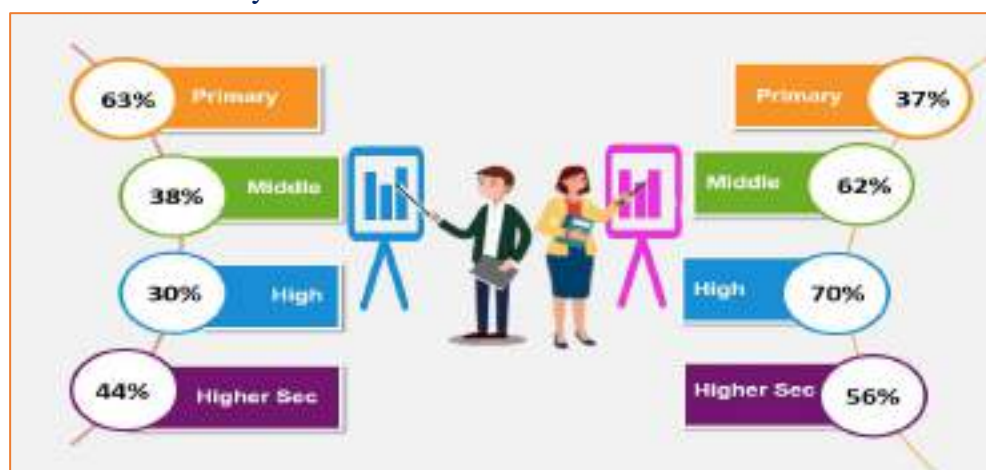 63% Primary
Primary 37%
38% Middle
Middle 62%
30% High
High 70%
44% Higher Sec
Higher Sec 56%